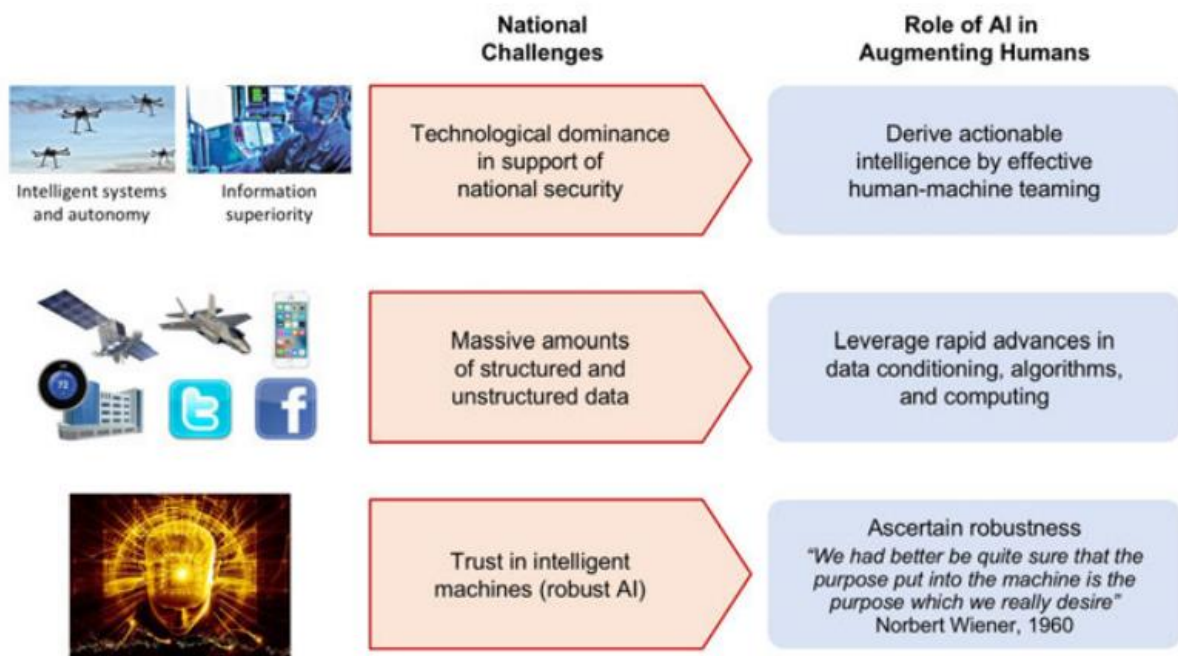 National
Challenges
Role of AI in
Augmenting Humans
Intelligent systems
and autonomy
Information
superiority
Technological dominance
in support of
national security
Derive actionable
intelligence by effective
human-machine teaming
72
Massive amounts
of structured and
unstructured data
Leverage rapid advances in
data conditioning, algorithms,
and computing
Trust in intelligent
machines (robust AI)
Ascertain robustness
“We had better be quite sure that the
purpose put into the machine is the
purpose which we really desire”
Norbert Wiener, 1960